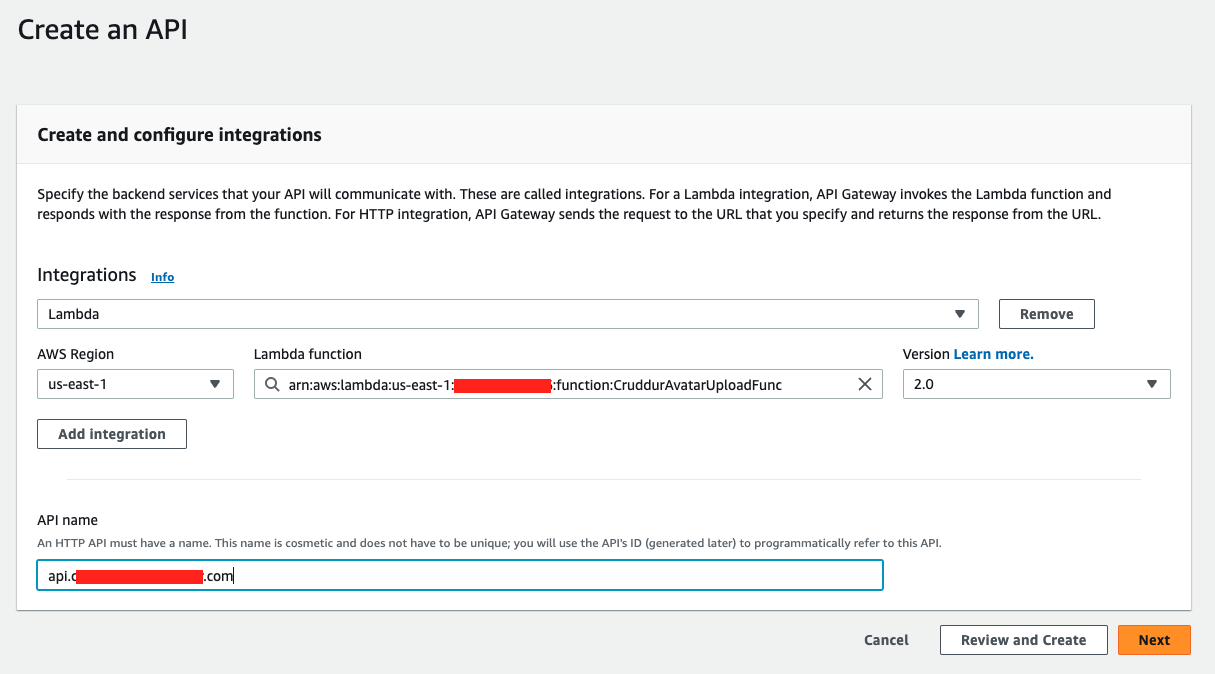 Create an API
Create and configure integrations
Specify the backend services that your API will communicate with. These are called integrations. For a Lambda integration, API Gateway invokes the Lambda function and
responds with the response from the function. For HTTP integration, API Gateway sends the request to the URL that you specify and returns the response from the URL.
Integrations Info
Lambda Remove
AWS Region Lambda function Version Learn more.
us-east-1 arn:aws:lambda:us-east-1: :function:CruddurAvatarUploadFunc 2.0
Add integration
API name
An HTTP API must have a name. This name is cosmetic and does not have to be unique; you will use the API's ID (generated later) to programmatically refer to this API.
api. .com
Cancel Review and Create Next